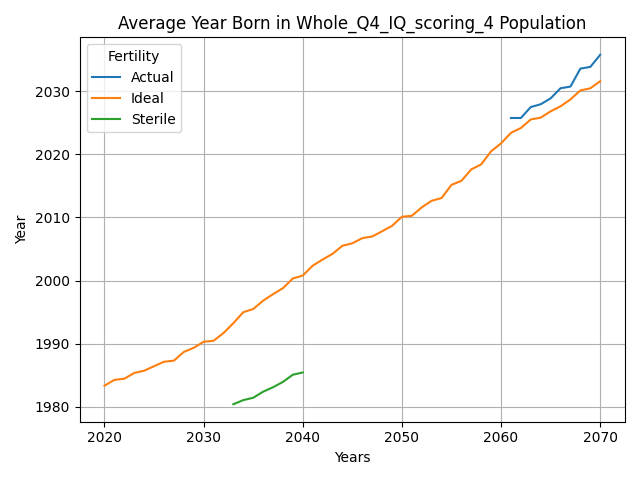 Average Year Born in Whole_Q4_IQ_scoring_4 Population
Fertility
Actual
Ideal
Sterile
2030
2020
2010
2000
1990
1980
Year
2020 2030 2040 2050 2060 2070
Years